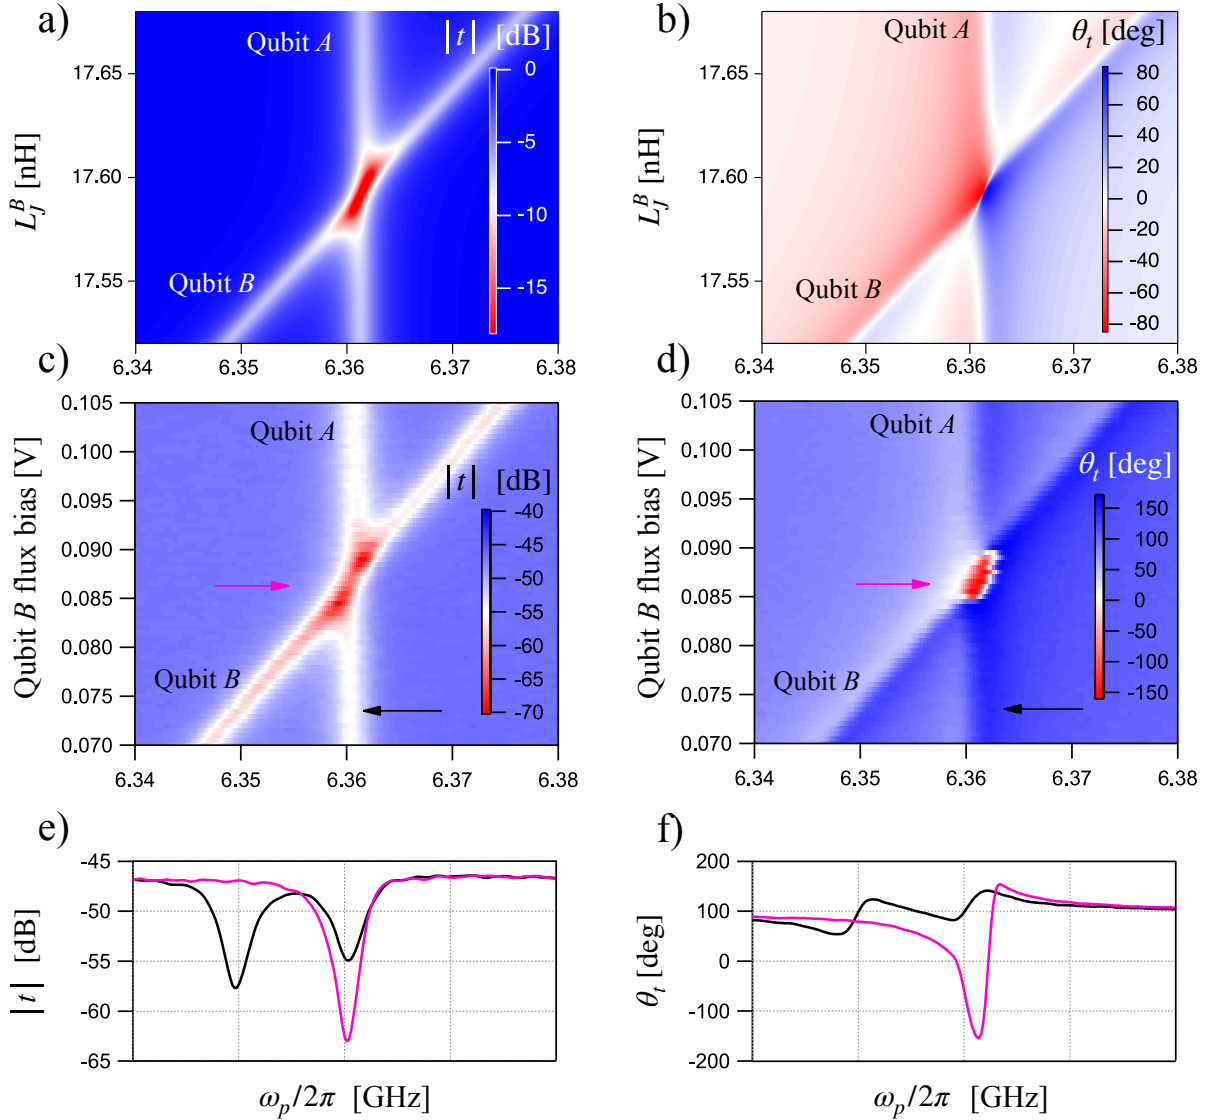 a)
Qubit A
|t| [dB]
0
-5
-10
-15
17.65
17.60
17.55
L_J^B [nH]
Qubit B
6.34 6.35 6.36 6.37 6.38
b)
Qubit A
θ_t [deg]
80
60
40
20
0
-20
-40
-60
-80
17.65
17.60
17.55
L_J^B [nH]
Qubit B
6.34 6.35 6.36 6.37 6.38
c)
0.105
0.100
0.095
0.090
0.085
0.080
0.075
0.070
Qubit B flux bias [V]
Qubit A
|t| [dB]
-40
-45
-50
-55
-60
-65
-70
Qubit B
6.34 6.35 6.36 6.37 6.38
d)
0.105
0.100
0.095
0.090
0.085
0.080
0.075
0.070
Qubit B flux bias [V]
Qubit A
θ_t [deg]
150
100
50
0
-50
-100
-150
Qubit B
6.34 6.35 6.36 6.37 6.38
e)
-45
-50
-55
-60
-65
|t| [dB]
ω_p/2π [GHz]
f)
200
100
0
-100
-200
θ_t [deg]
ω_p/2π [GHz]